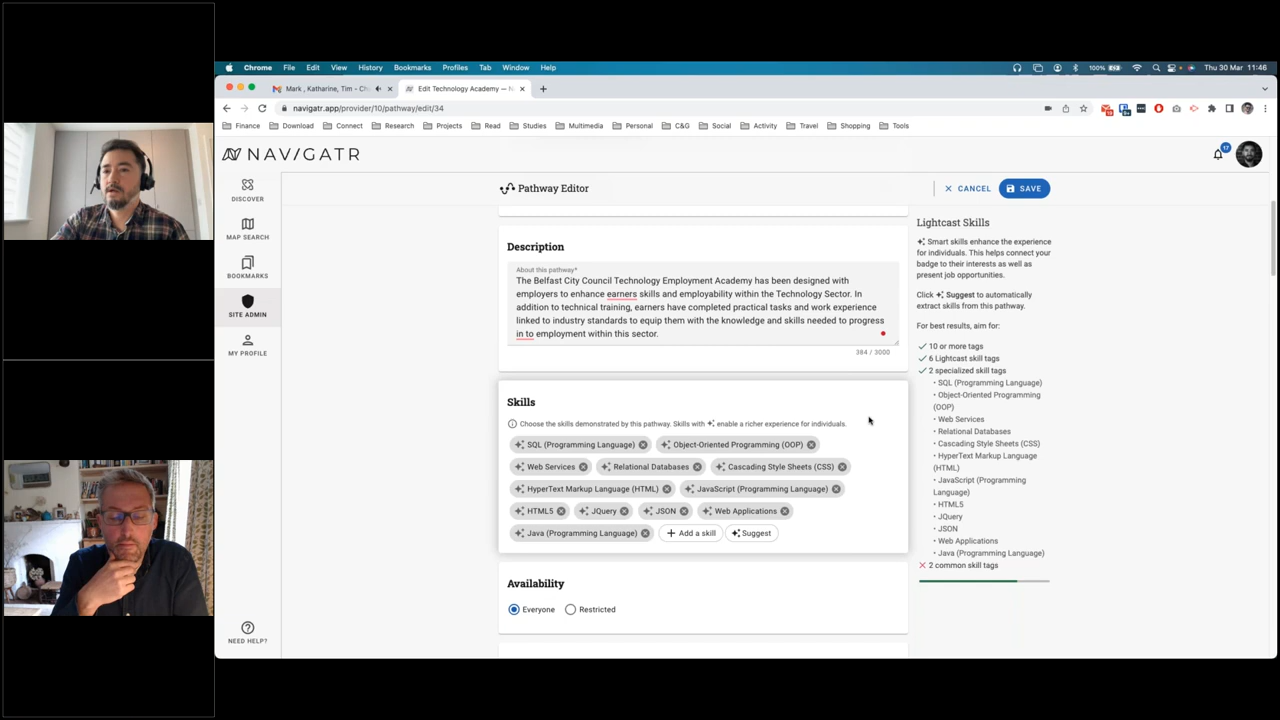 Chrome File Edit View History Bookmarks Profiles Tab Window Help 100% Thu 30 Mar 11:46
Mark , Katharine, Tim - Ch Edit Technology Academy — N
navigatr.app/provider/10/pathway/edit/34
Finance Download Connect Research Projects Read Studies Multimedia Personal C&G Social Activity Travel Shopping Tools
NAVIGATR
17
DISCOVER
MAP SEARCH
BOOKMARKS
SITE ADMIN
MY PROFILE
NEED HELP?
Pathway Editor
CANCEL SAVE
Description
About this pathway*
The Belfast City Council Technology Employment Academy has been designed with
employers to enhance earners skills and employability within the Technology Sector. In
addition to technical training, earners have completed practical tasks and work experience
linked to industry standards to equip them with the knowledge and skills needed to progress
in to employment within this sector.
384 / 3000
Skills
Choose the skills demonstrated by this pathway. Skills with enable a richer experience for individuals.
SQL (Programming Language) Object-Oriented Programming (OOP)
Web Services Relational Databases Cascading Style Sheets (CSS)
HyperText Markup Language (HTML) JavaScript (Programming Language)
HTML5 JQuery JSON Web Applications
Java (Programming Language) Add a skill Suggest
Availability
Everyone Restricted
Lightcast Skills
Smart skills enhance the experience
for individuals. This helps connect your
badge to their interests as well as
present job opportunities.
Click Suggest to automatically
extract skills from this pathway.
For best results, aim for:
10 or more tags
6 Lightcast skill tags
2 specialized skill tags
• SQL (Programming Language)
• Object-Oriented Programming
(OOP)
• Web Services
• Relational Databases
• Cascading Style Sheets (CSS)
• HyperText Markup Language
(HTML)
• JavaScript (Programming
Language)
• HTML5
• JQuery
• JSON
• Web Applications
• Java (Programming Language)
2 common skill tags